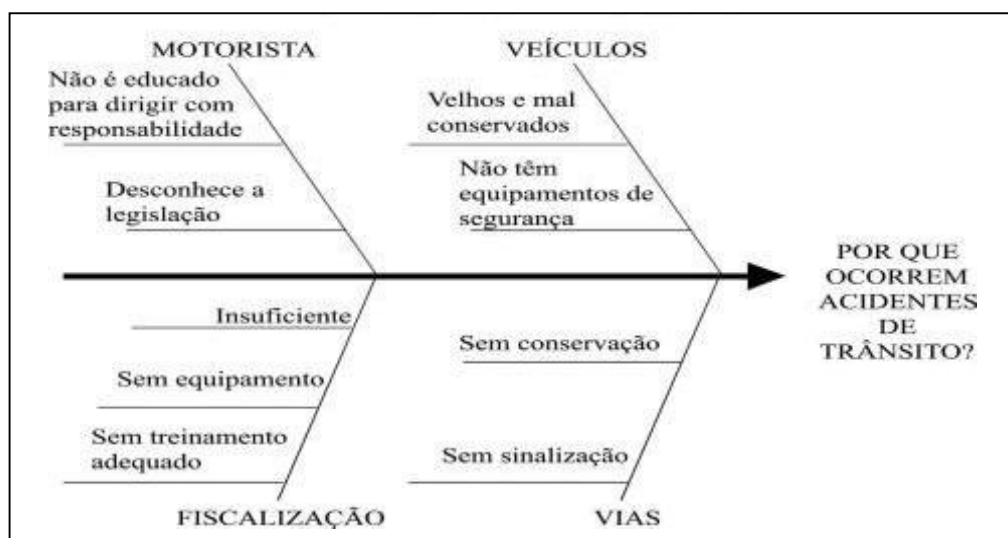 MOTORISTA
VEÍCULOS
Não é educado
para dirigir com
responsabilidade
Desconhece a
legislação
Velhos e mal
conservados
Não têm
equipamentos de
segurança
POR QUE
OCORREM
ACIDENTES
DE
TRÂNSITO?
Insuficiente
Sem equipamento
Sem treinamento
adequado
FISCALIZAÇÃO
Sem conservação
Sem sinalização
VIAS